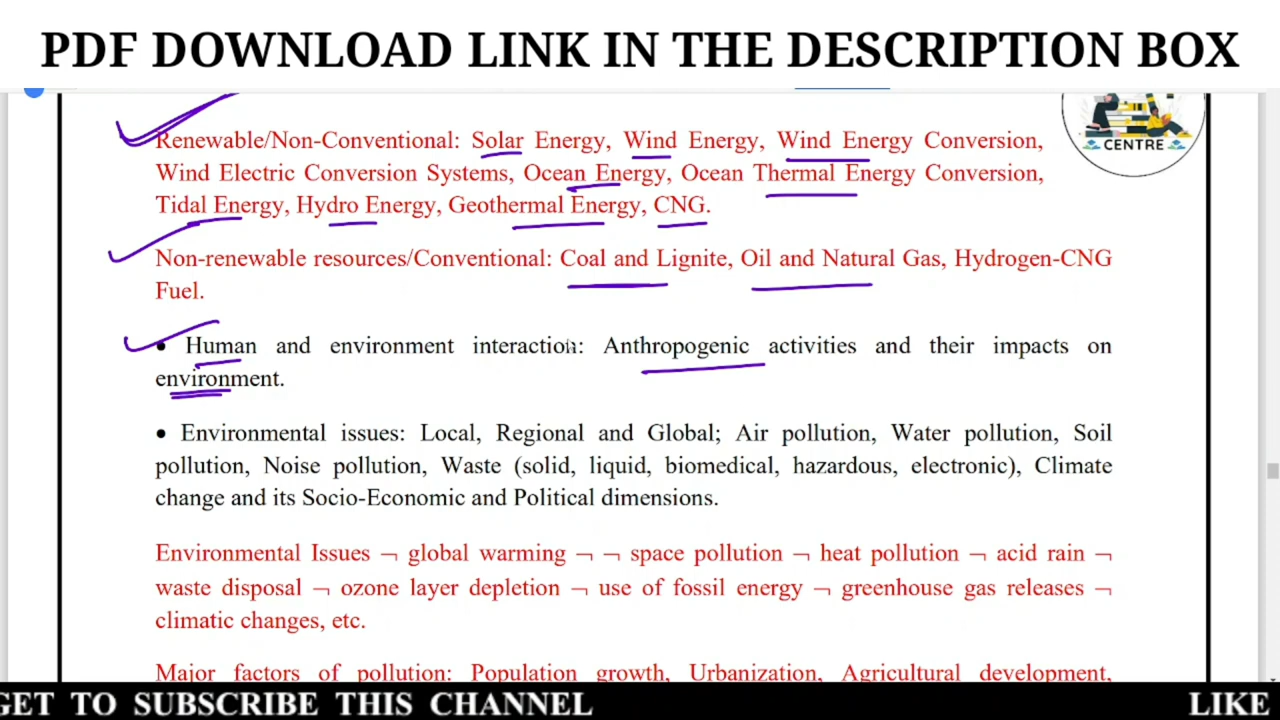 PDF DOWNLOAD LINK IN THE DESCRIPTION BOX
CENTRE
Renewable/Non-Conventional: Solar Energy, Wind Energy, Wind Energy Conversion,
Wind Electric Conversion Systems, Ocean Energy, Ocean Thermal Energy Conversion,
Tidal Energy, Hydro Energy, Geothermal Energy, CNG.
Non-renewable resources/Conventional: Coal and Lignite, Oil and Natural Gas, Hydrogen-CNG
Fuel.
• Human and environment interaction: Anthropogenic activities and their impacts on
environment.
• Environmental issues: Local, Regional and Global; Air pollution, Water pollution, Soil
pollution, Noise pollution, Waste (solid, liquid, biomedical, hazardous, electronic), Climate
change and its Socio-Economic and Political dimensions.
Environmental Issues ¬ global warming ¬ ¬ space pollution ¬ heat pollution ¬ acid rain ¬
waste disposal ¬ ozone layer depletion ¬ use of fossil energy ¬ greenhouse gas releases ¬
climatic changes, etc.
Major factors of pollution: Population growth, Urbanization, Agricultural development,
GET TO SUBSCRIBE THIS CHANNEL LIKE